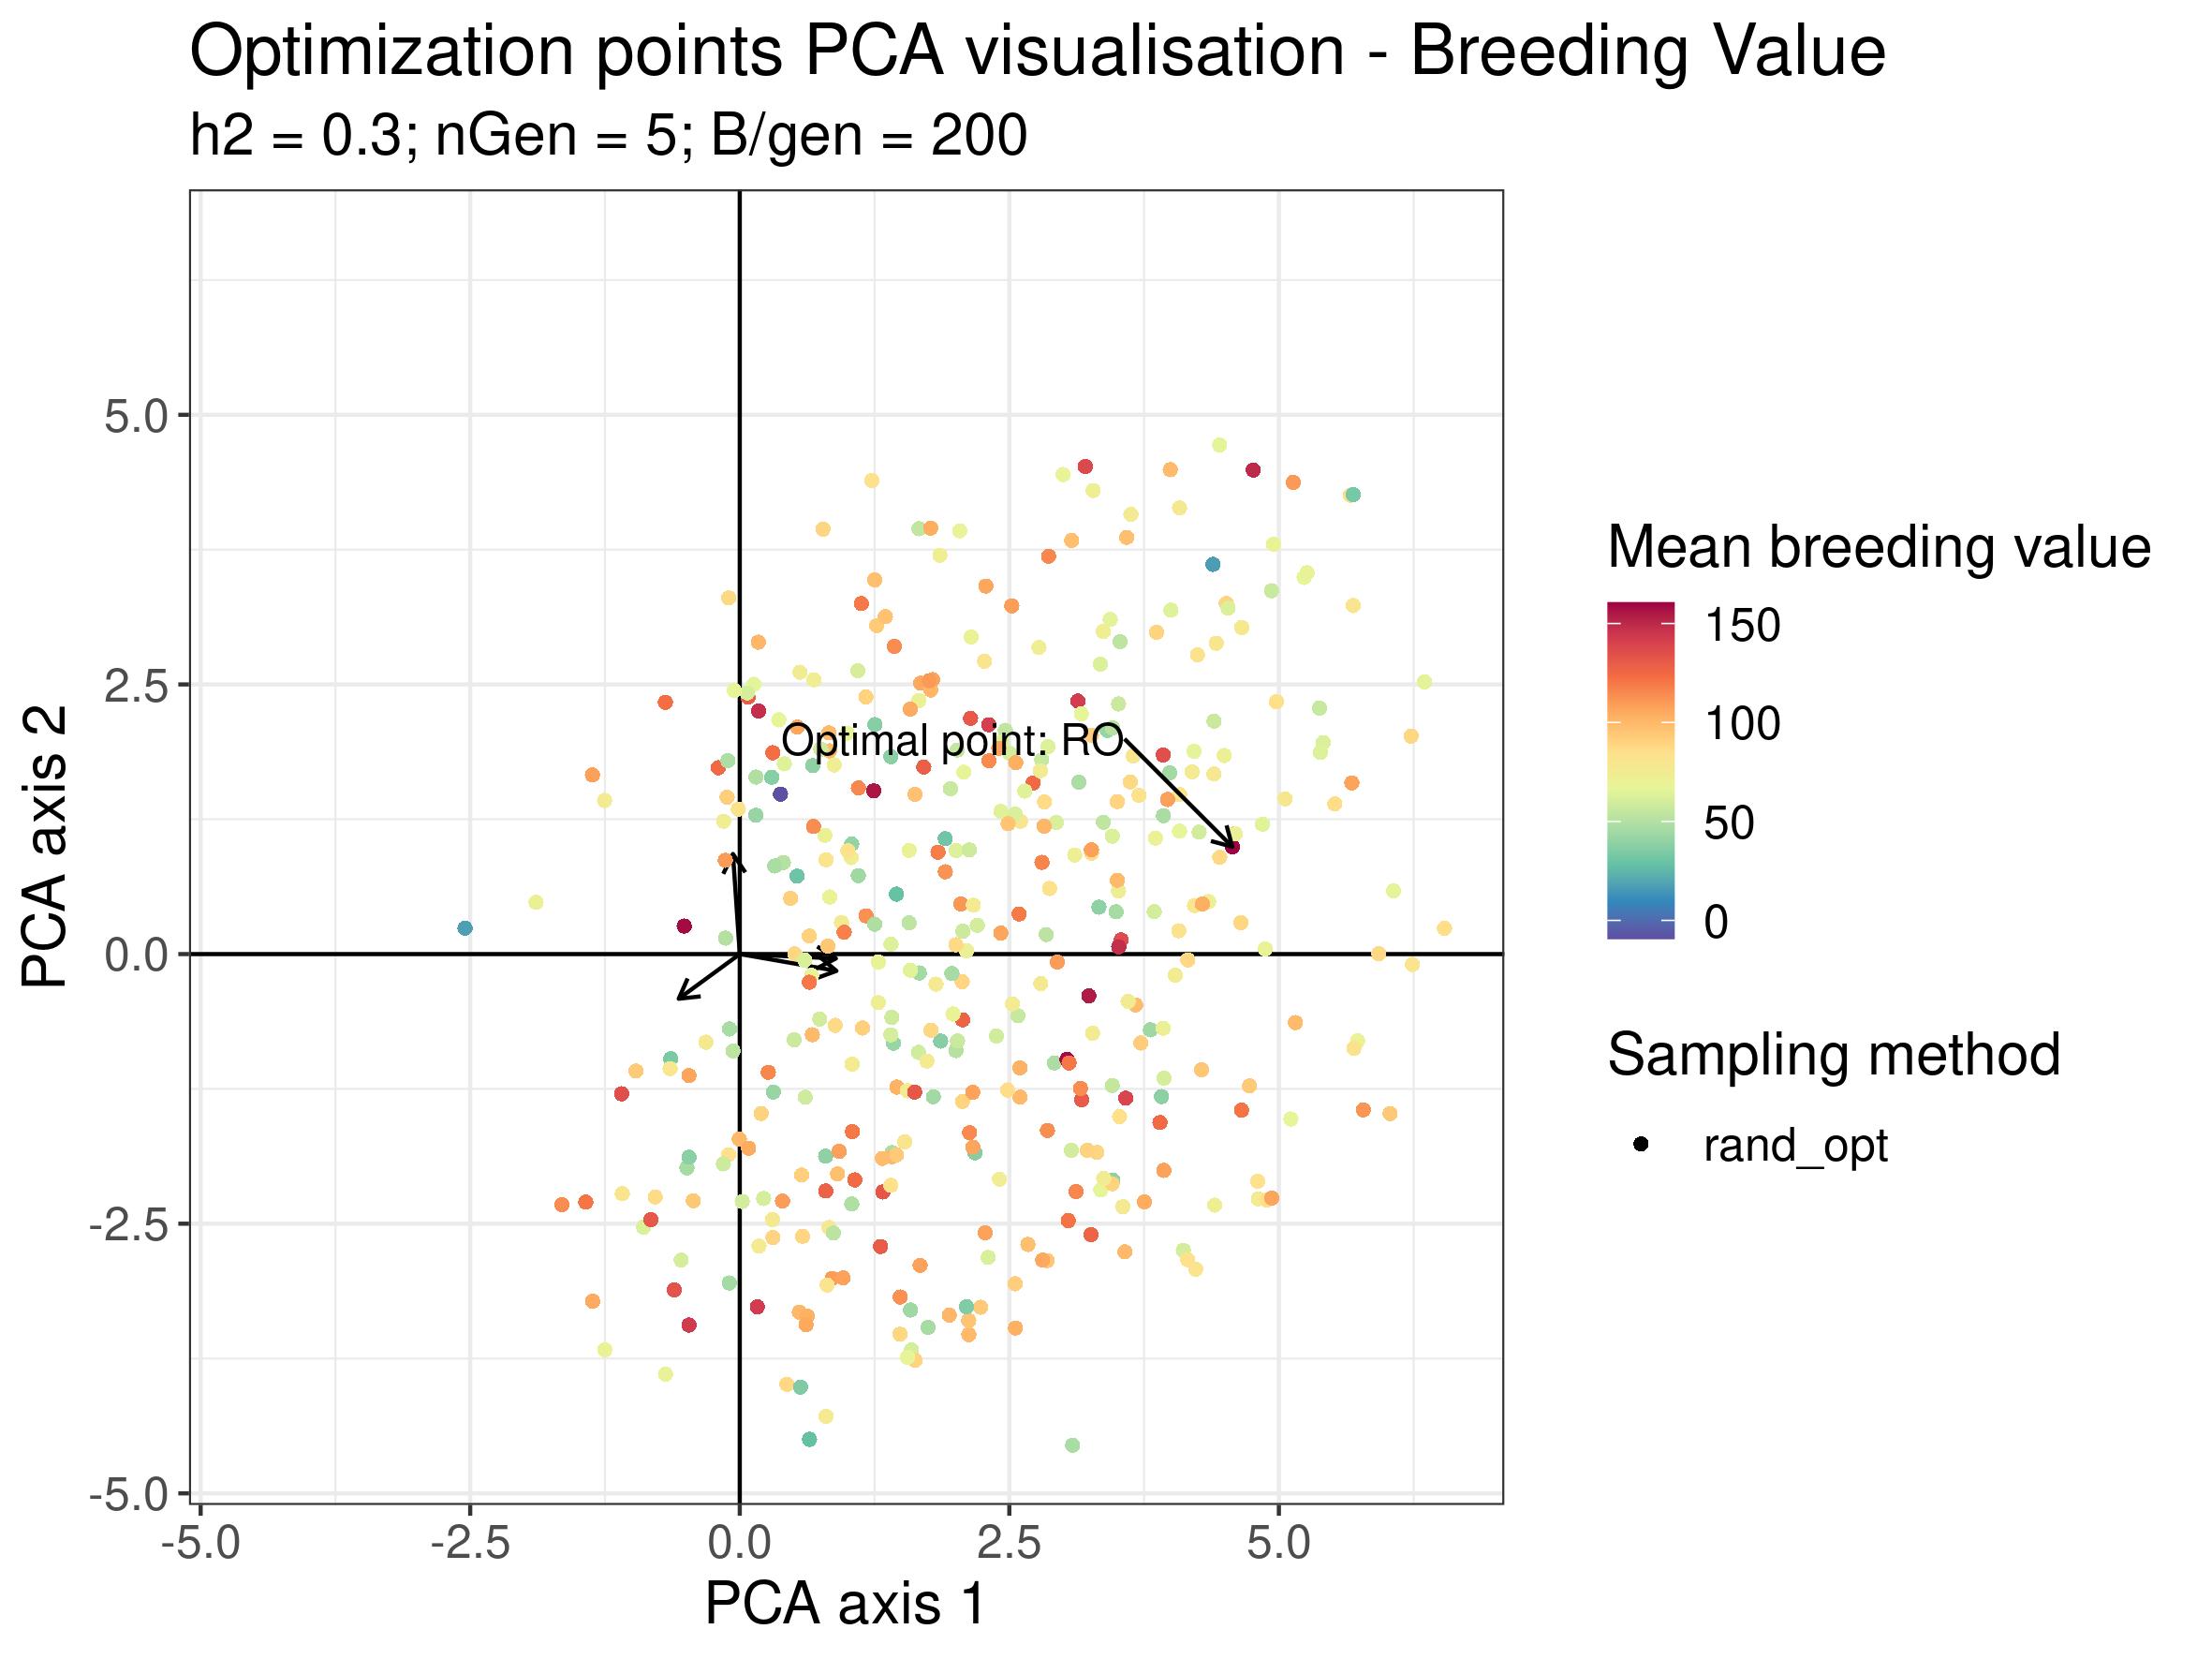 Optimization points PCA visualisation - Breeding Value
h2 = 0.3; nGen = 5; B/gen = 200
PCA axis 2
5.0
2.5
0.0
-2.5
-5.0
Optimal point: RO
-5.0
-2.5
0.0
2.5
5.0
PCA axis 1
Mean breeding value
150
100
50
0
Sampling method
rand_opt